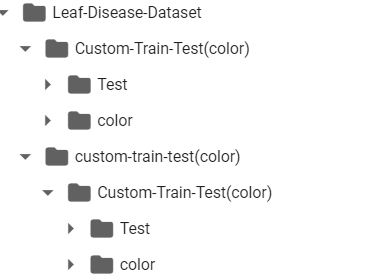 Leaf-Disease-Dataset
Custom-Train-Test(color)
Test
color
custom-train-test(color)
Custom-Train-Test(color)
Test
color